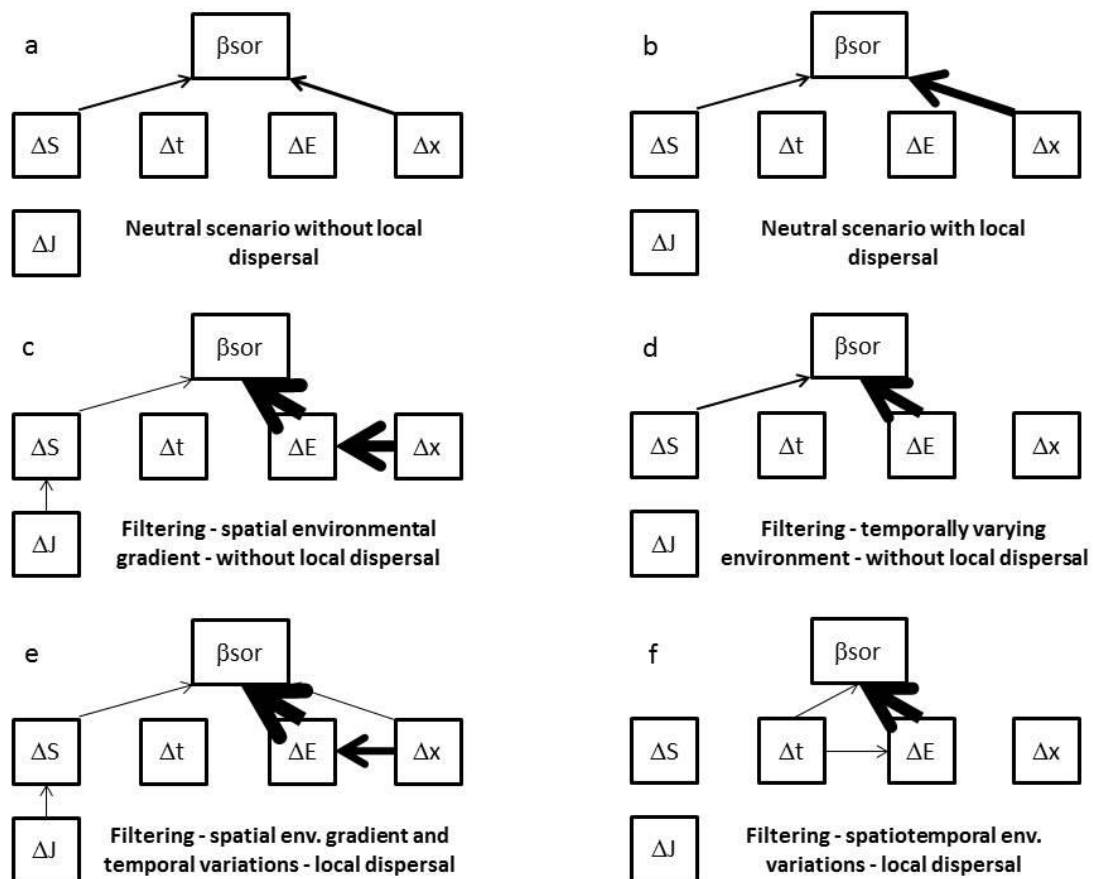 a
βsor
ΔS Δt ΔE Δx
ΔJ
Neutral scenario without local
dispersal
b
βsor
ΔS Δt ΔE Δx
ΔJ
Neutral scenario with local
dispersal
c
βsor
ΔS Δt ΔE Δx
ΔJ
Filtering - spatial environmental
gradient - without local dispersal
d
βsor
ΔS Δt ΔE Δx
ΔJ
Filtering - temporally varying
environment - without local dispersal
e
βsor
ΔS Δt ΔE Δx
ΔJ
Filtering - spatial env. gradient and
temporal variations - local dispersal
f
βsor
ΔS Δt ΔE Δx
ΔJ
Filtering - spatiotemporal env.
variations - local dispersal